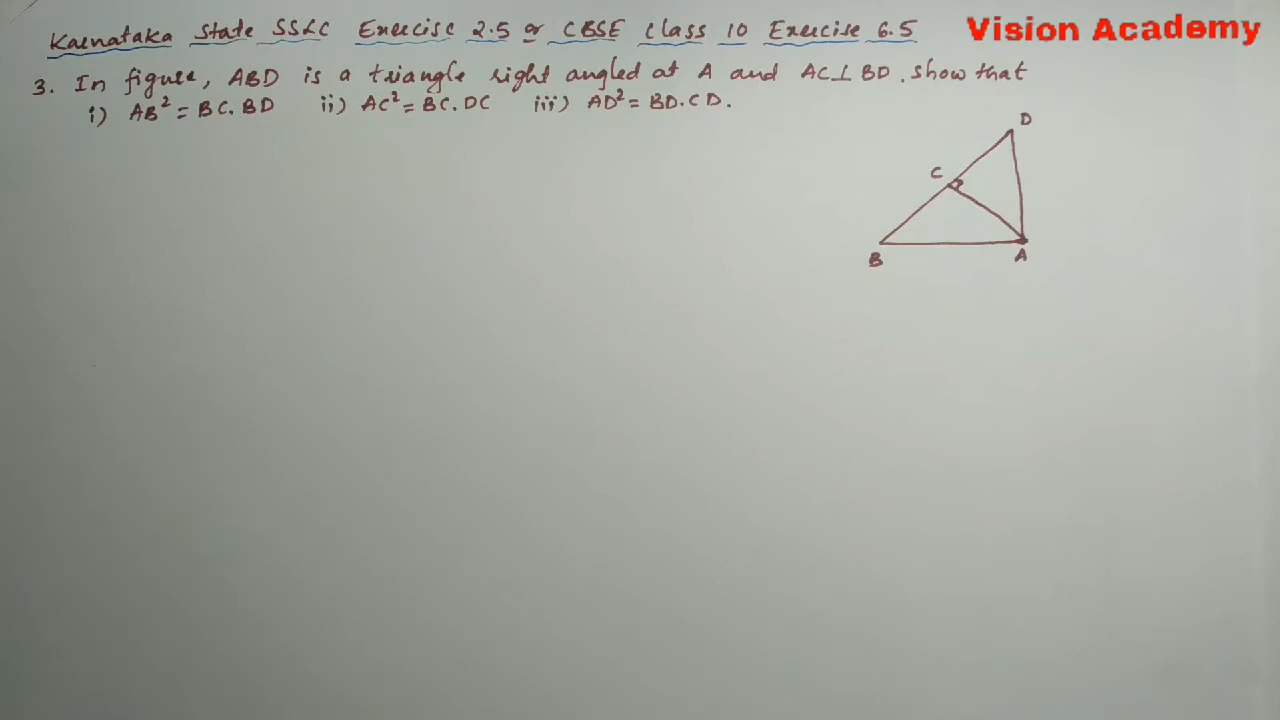 Karnataka State SSLC Exercise 2.5 or CBSE Class 10 Exercise 6.5
Vision Academy
3. In figure, ABD is a triangle right angled at A and AC⊥BD. show that
i) AB² = BC. BD ii) AC² = BC. DC iii) AD² = BD. CD.
D
C
B
A